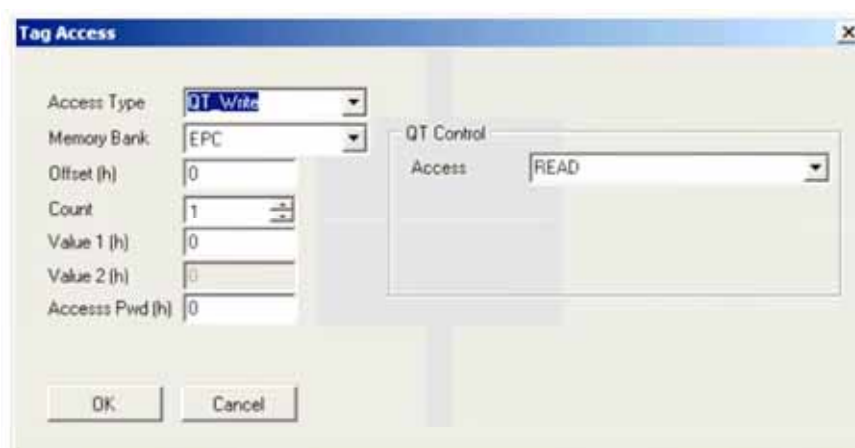 Tag Access
Access Type QT_Write
Memory Bank EPC
Offset (h) 0
Count 1
Value 1 (h) 0
Value 2 (h) 0
Accesss Pwd (h) 0
QT Control
Access READ
OK Cancel